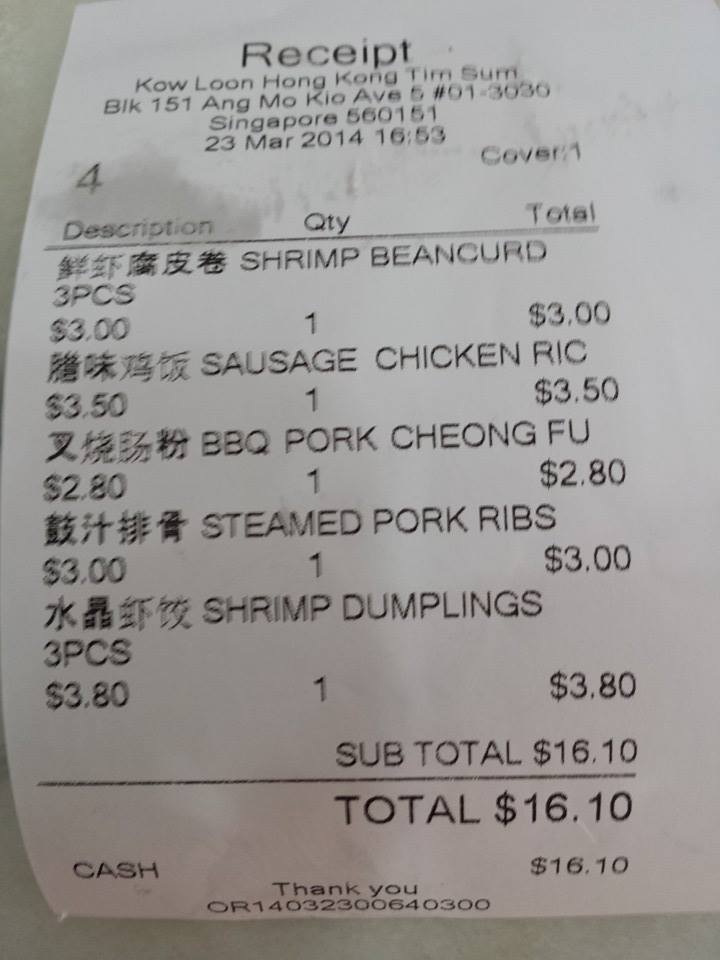 Receipt
Kow Loon Hong Kong Tim Sum
Blk 151 Ang Mo Kio Ave 5 #01-3030
Singapore 560151
23 Mar 2014 16:53
Cover:1
4
Description Qty Total
鲜虾腐皮卷 SHRIMP BEANCURD
3PCS
$3.00 1 $3.00
腊味鸡饭 SAUSAGE CHICKEN RIC
$3.50 1 $3.50
叉烧肠粉 BBQ PORK CHEONG FU
$2.80 1 $2.80
豉汁排骨 STEAMED PORK RIBS
$3.00 1 $3.00
水晶虾饺 SHRIMP DUMPLINGS
3PCS
$3.80 1 $3.80
SUB TOTAL $16.10
TOTAL $16.10
CASH $16.10
Thank you
OR14032300640300